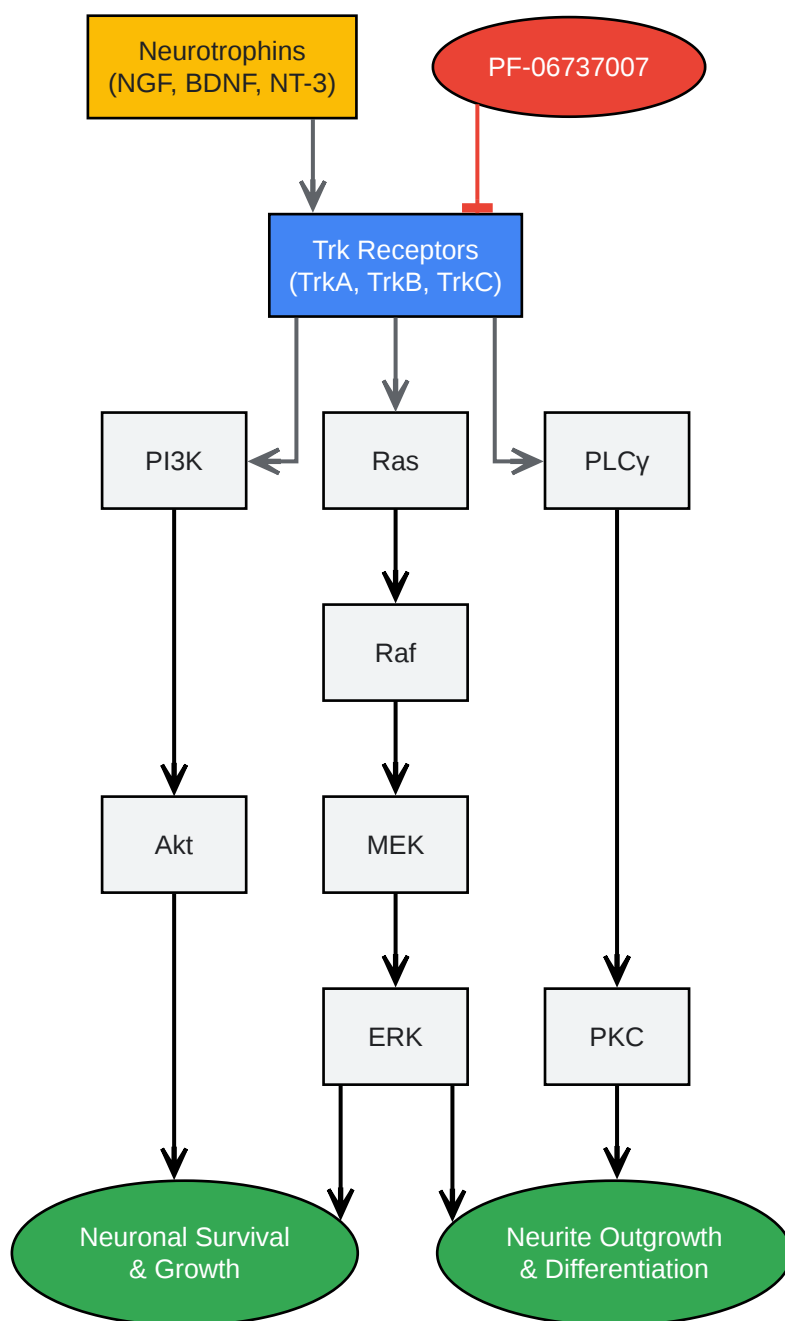 Neurotrophins
(NGF, BDNF, NT-3)
PF-06737007
Trk Receptors
(TrkA, TrkB, TrkC)
PI3K
Ras
PLCγ
Raf
Akt
MEK
ERK
PKC
Neuronal Survival
& Growth
Neurite Outgrowth
& Differentiation